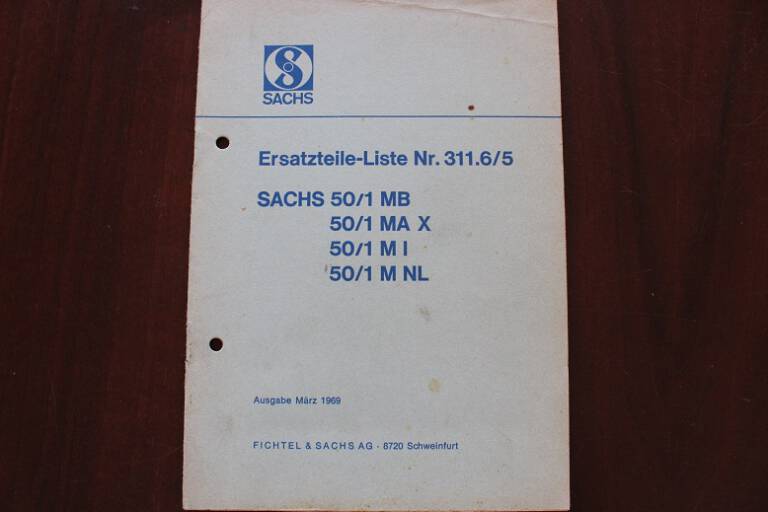 SACHS
Ersatzteile-Liste Nr. 311.6/5
SACHS 50/1 MB
50/1 MA X
50/1 M I
50/1 M NL
Ausgabe März 1969
FICHTEL & SACHS AG - 8720 Schweinfurt